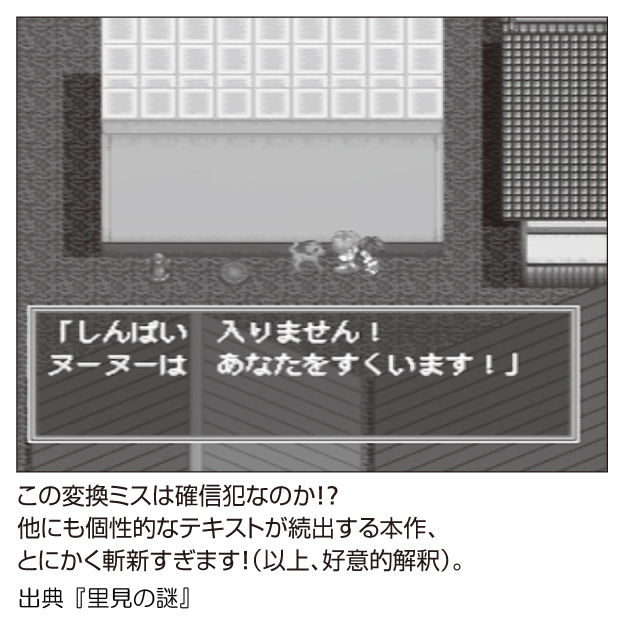 「しんぱい　入りません！
ヌーヌーは　あなたをすくいます！」
この変換ミスは確信犯なのか!?
他にも個性的なテキストが続出する本作、
とにかく斬新すぎます!（以上、好意的解釈）。
出典『里見の謎』